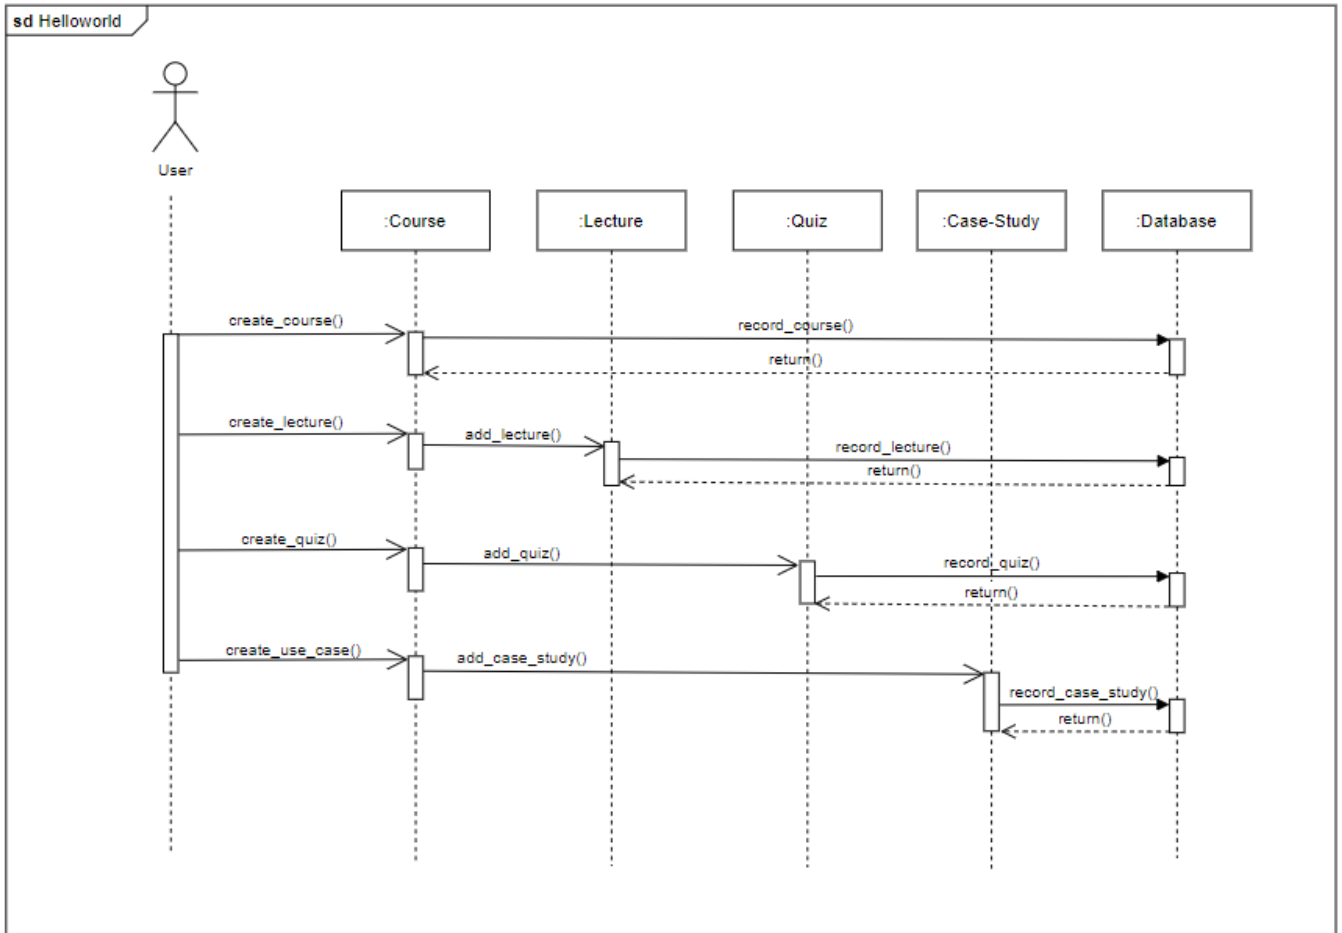 sd Helloworld
User
:Course
:Lecture
:Quiz
:Case-Study
:Database
create_course()
record_course()
return()
create_lecture()
add_lecture()
record_lecture()
return()
create_quiz()
add_quiz()
record_quiz()
return()
create_use_case()
add_case_study()
record_case_study()
return()